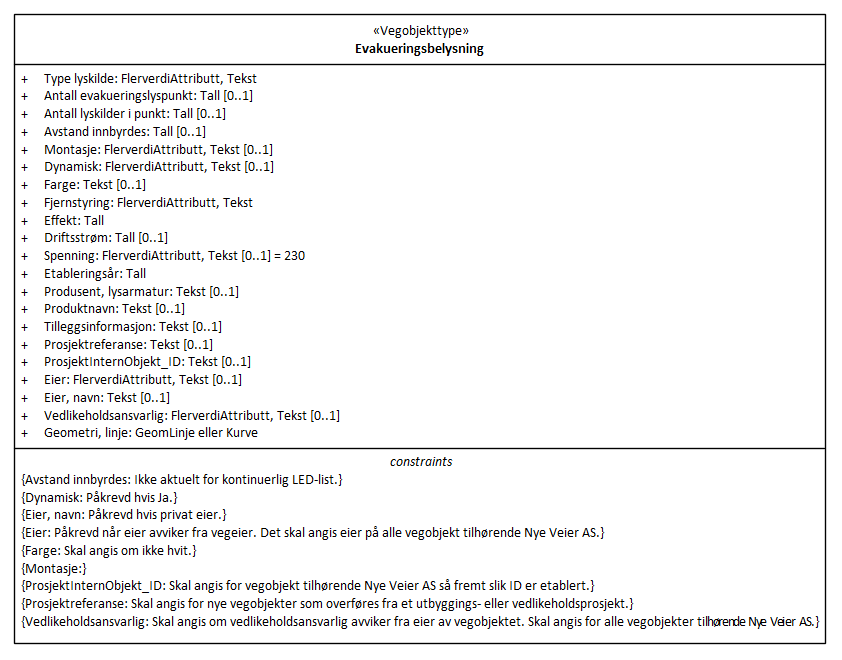 «Vegobjekttype»
Evakueringsbelysning
+ Type lyskilde: FlerverdiAttributt, Tekst
+ Antall evakueringslyspunkt: Tall [0..1]
+ Antall lyskilder i punkt: Tall [0..1]
+ Avstand innbyrdes: Tall [0..1]
+ Montasje: FlerverdiAttributt, Tekst [0..1]
+ Dynamisk: FlerverdiAttributt, Tekst [0..1]
+ Farge: Tekst [0..1]
+ Fjernstyring: FlerverdiAttributt, Tekst
+ Effekt: Tall
+ Driftsstrøm: Tall [0..1]
+ Spenning: FlerverdiAttributt, Tekst [0..1] = 230
+ Etableringsår: Tall
+ Produsent, lysarmatur: Tekst [0..1]
+ Produktnavn: Tekst [0..1]
+ Tilleggsinformasjon: Tekst [0..1]
+ Prosjektreferanse: Tekst [0..1]
+ ProsjektInternObjekt_ID: Tekst [0..1]
+ Eier: FlerverdiAttributt, Tekst [0..1]
+ Eier, navn: Tekst [0..1]
+ Vedlikeholdsansvarlig: FlerverdiAttributt, Tekst [0..1]
+ Geometri, linje: GeomLinje eller Kurve
constraints
{Avstand innbyrdes: Ikke aktuelt for kontinuerlig LED-list.}
{Dynamisk: Påkrevd hvis Ja.}
{Eier, navn: Påkrevd hvis privat eier.}
{Eier: Påkrevd når eier avviker fra vegeier. Det skal angis eier på alle vegobjekt tilhørende Nye Veier AS.}
{Farge: Skal angis om ikke hvit.}
{Montasje:}
{ProsjektInternObjekt_ID: Skal angis for vegobjekt tilhørende Nye Veier AS så fremt slik ID er etablert.}
{Prosjektreferanse: Skal angis for nye vegobjekter som overføres fra et utbyggings- eller vedlikeholdsprosjekt.}
{Vedlikeholdsansvarlig: Skal angis om vedlikeholdsansvarlig avviker fra eier av vegobjektet. Skal angis for alle vegobjekter tilhørende Nye Veier AS.}